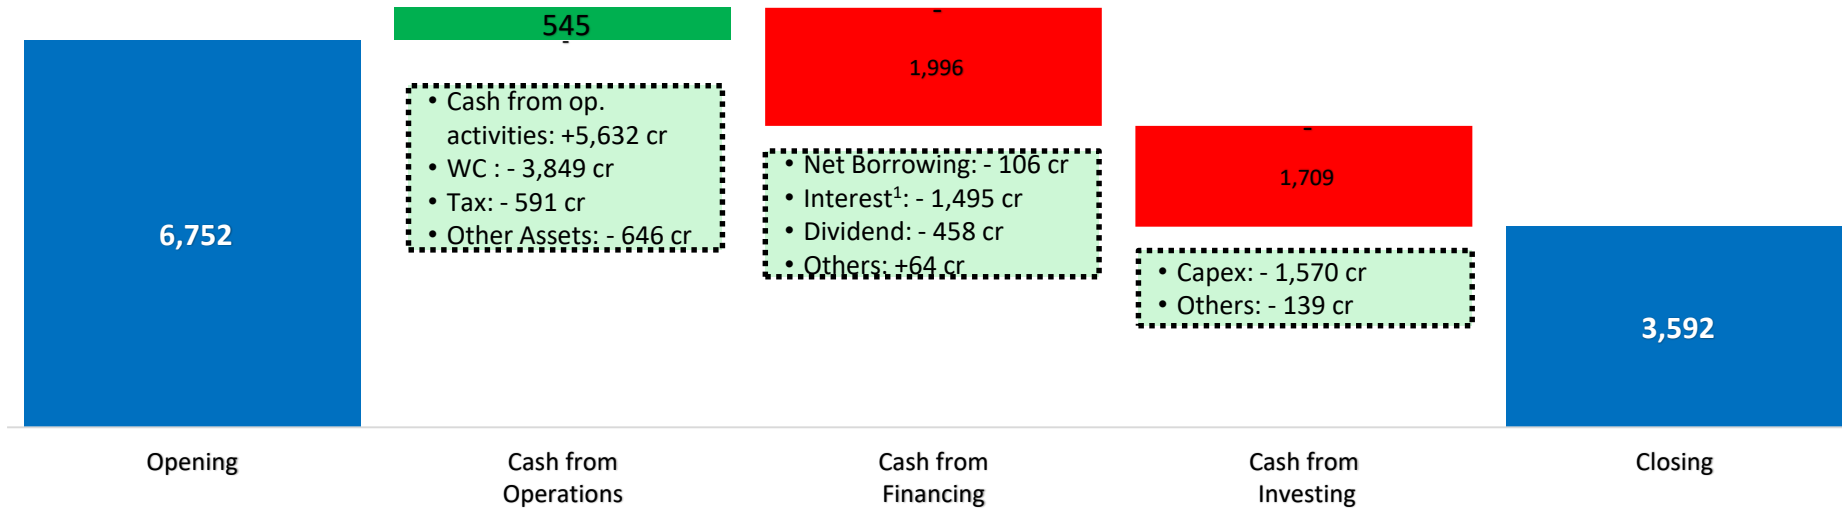 6,752
545
-
• Cash from op.
activities: +5,632 cr
• WC : - 3,849 cr
• Tax: - 591 cr
• Other Assets: - 646 cr
-
1,996
• Net Borrowing: - 106 cr
• Interest¹: - 1,495 cr
• Dividend: - 458 cr
• Others: +64 cr
-
1,709
• Capex: - 1,570 cr
• Others: - 139 cr
3,592
Opening
Cash from
Operations
Cash from
Financing
Cash from
Investing
Closing